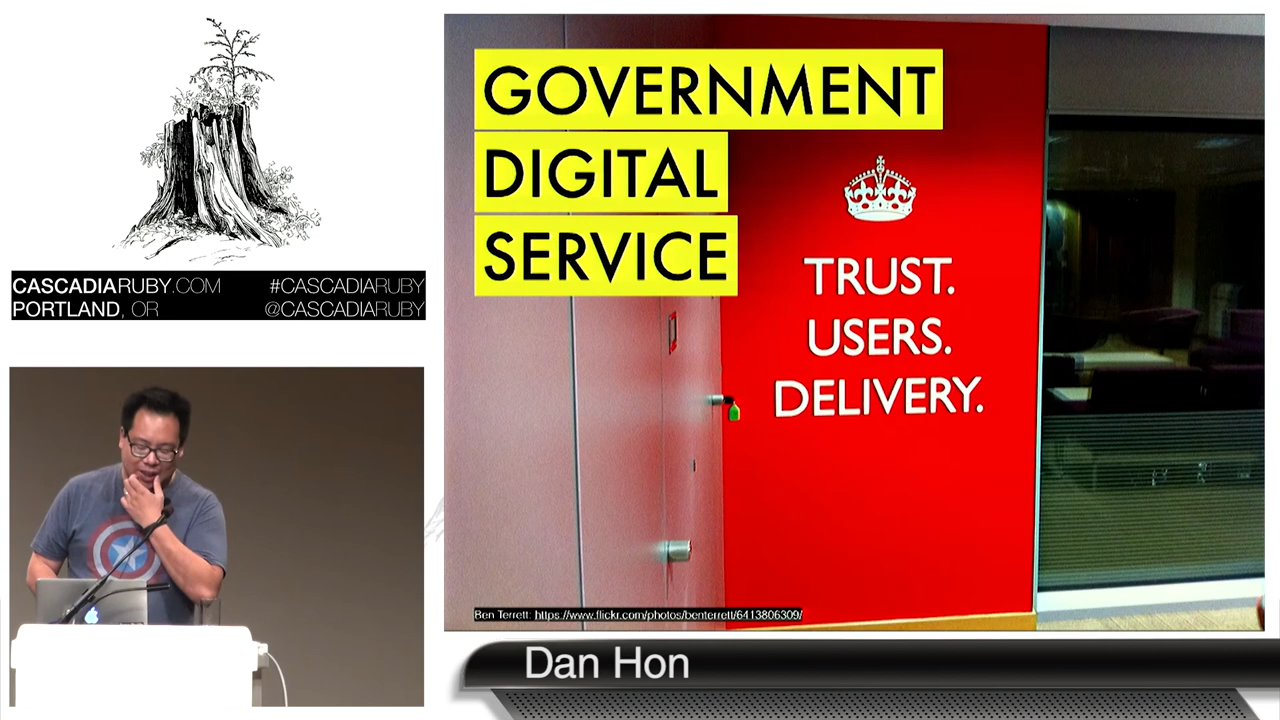 CASCADIARUBY.COM #CASCADIARUBY
PORTLAND, OR @CASCADIARUBY
GOVERNMENT
DIGITAL
SERVICE
TRUST.
USERS.
DELIVERY.
Ben Terrett: https://www.flickr.com/photos/benterrett/6413806309/
Dan Hon